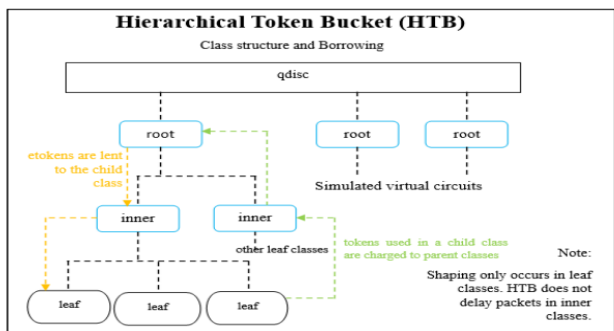 Hierarchical Token Bucket (HTB)
Class structure and Borrowing
qdisc
root
root
root
etokens are lent
to the child
class
Simulated virtual circuits
inner
inner
other leaf classes
tokens used in a child class
are charged to parent classes
Note:
Shaping only occurs in leaf
classes. HTB does not
delay packets in inner
classes.
leaf
leaf
leaf